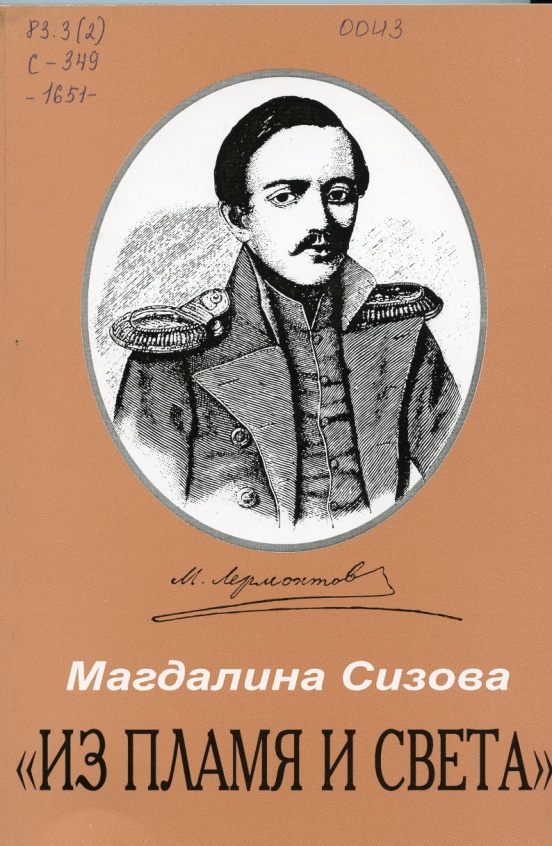 83.3(2)
0043
С-349
-1651-
М. Лермонтов
Магдалина Сизова
«ИЗ ПЛАМЯ И СВЕТА»